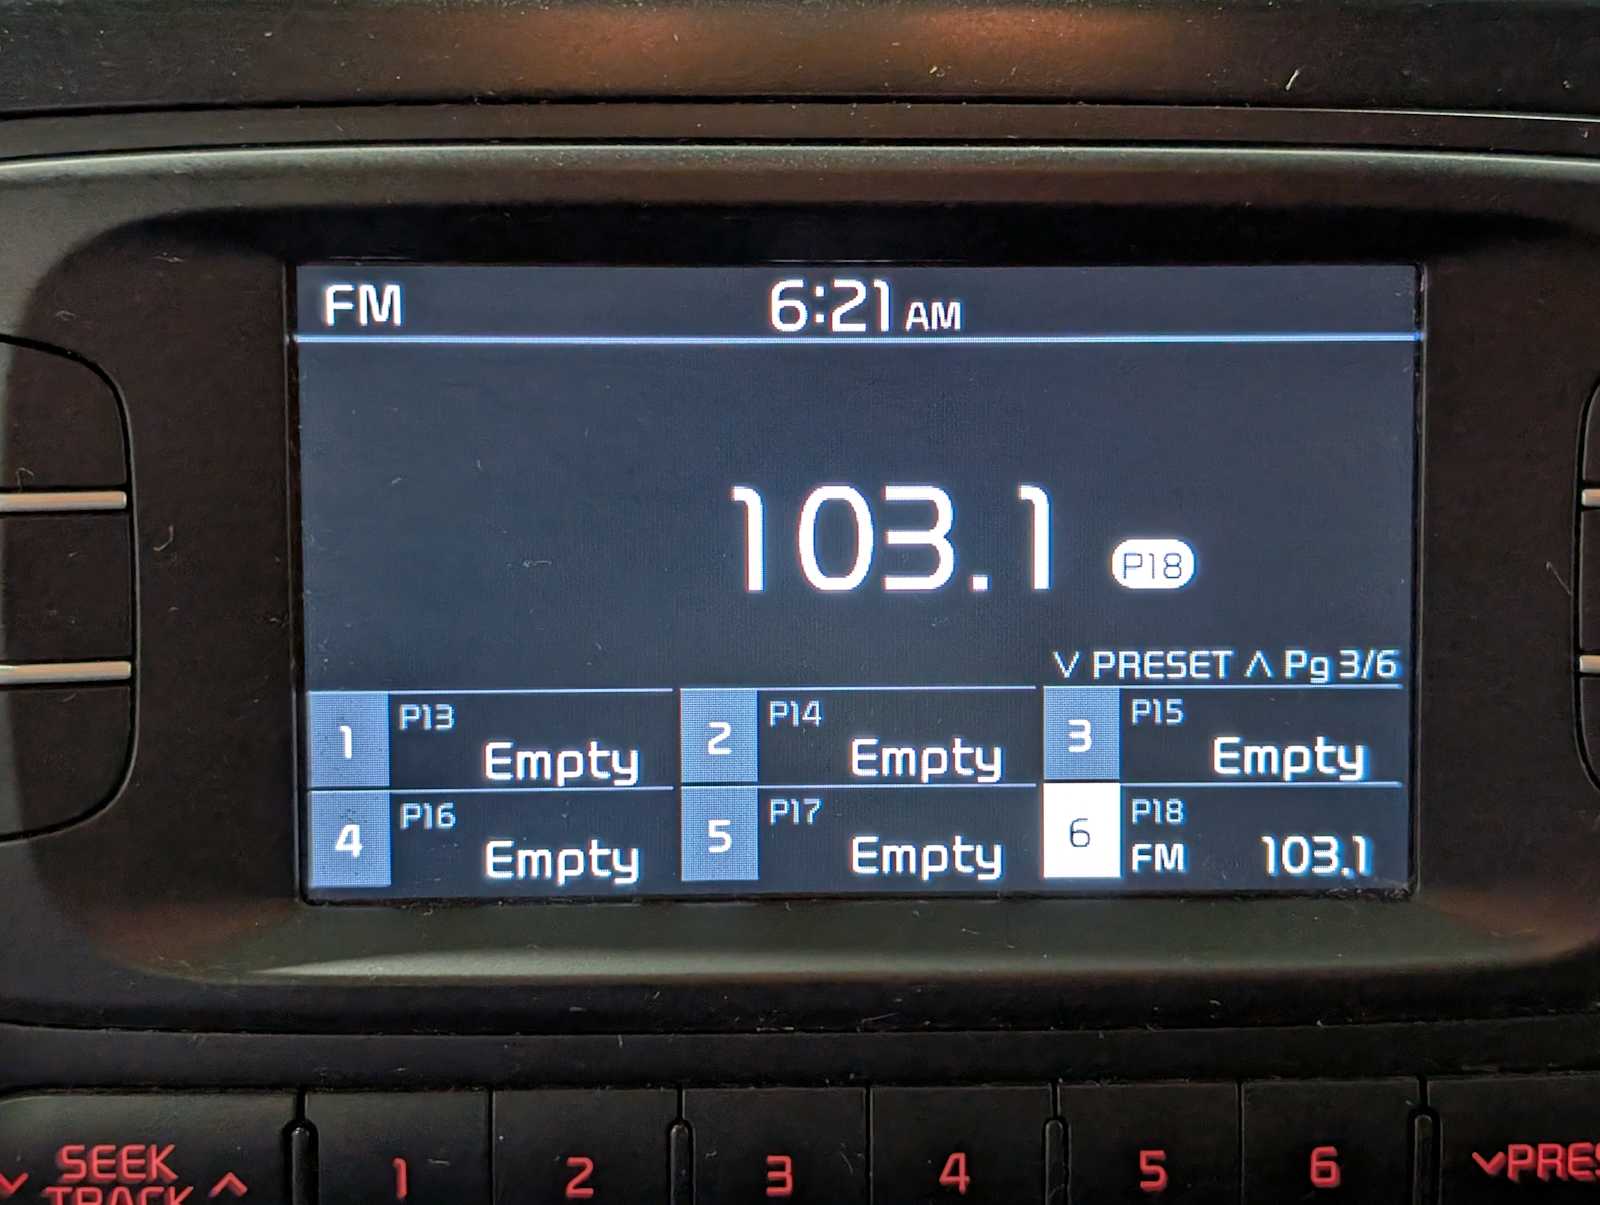 FM 6:21 AM
103.1 P18
∨ PRESET ∧ Pg 3/6
1 P13 Empty 2 P14 Empty 3 P15 Empty
4 P16 Empty 5 P17 Empty 6 P18 FM 103.1
∨ SEEK ∧ 1 2 3 4 5 6 ∨PRES
TRACK